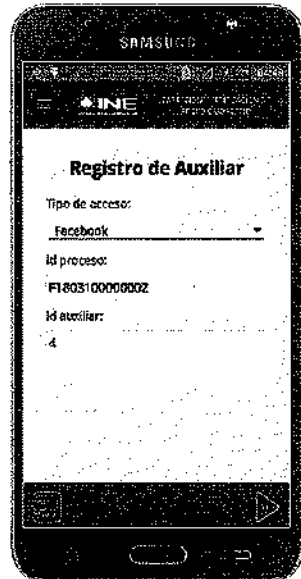 SAMSUNG
INE
Registro de Auxiliar
Tipo de acceso:
Facebook
Id proceso:
F1803100000002
Id auxiliar:
4